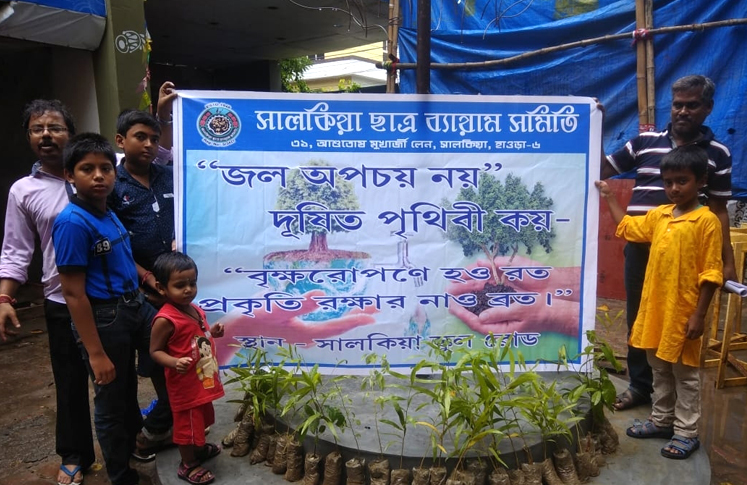 সালকিয়া ছাত্র ব্যায়াম সমিতি
৩১, আশুতোষ মুখার্জী লেন, সালকিয়া, হাওড়া-৬
“জল অপচয় নয়”
দূষিত পৃথিবী কয়-
“বৃক্ষরোপণে হও রত
প্রকৃতি রক্ষার নাও ব্রত।”
স্থান - সালকিয়া স্কুল রোড
59